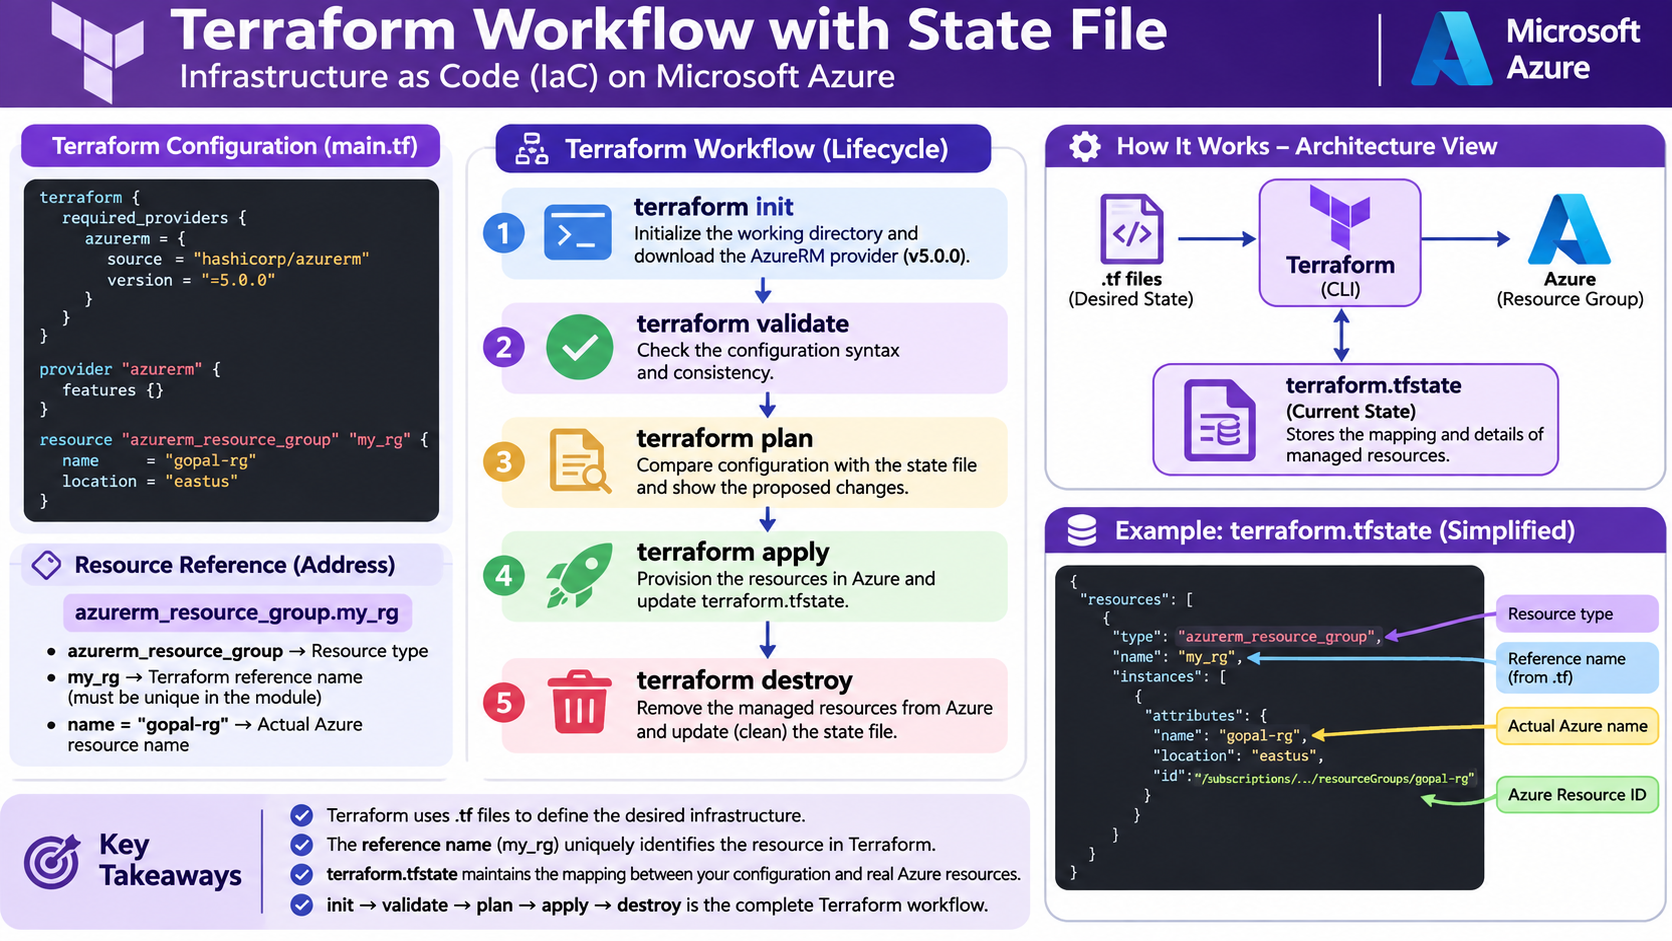 Terraform Workflow with State File
Infrastructure as Code (IaC) on Microsoft Azure
Microsoft
Azure
Terraform Configuration (main.tf)
terraform {
required_providers {
azurerm = {
source = "hashicorp/azurerm"
version = "=5.0.0"
}
}
}
provider "azurerm" {
features {}
}
resource "azurerm_resource_group" "my_rg" {
name = "gopal-rg"
location = "eastus"
}
Resource Reference (Address)
azurerm_resource_group.my_rg
• azurerm_resource_group → Resource type
• my_rg → Terraform reference name
(must be unique in the module)
• name = "gopal-rg" → Actual Azure
resource name
Terraform Workflow (Lifecycle)
1
terraform init
Initialize the working directory and
download the AzureRM provider (v5.0.0).
2
terraform validate
Check the configuration syntax
and consistency.
3
terraform plan
Compare configuration with the state file
and show the proposed changes.
4
terraform apply
Provision the resources in Azure and
update terraform.tfstate.
5
terraform destroy
Remove the managed resources from Azure
and update (clean) the state file.
How It Works – Architecture View
.tf files
(Desired State)
Terraform
(CLI)
Azure
(Resource Group)
terraform.tfstate
(Current State)
Stores the mapping and details of
managed resources.
Example: terraform.tfstate (Simplified)
{
"resources": [
{
"type": "azurerm_resource_group",
"name": "my_rg",
"instances": [
{
"attributes": {
"name": "gopal-rg",
"location": "eastus",
"id":"/subscriptions/.../resourceGroups/gopal-rg"
}
}
]
}
}
Resource type
Reference name
(from .tf)
Actual Azure name
Azure Resource ID
Key
Takeaways
Terraform uses .tf files to define the desired infrastructure.
The reference name (my_rg) uniquely identifies the resource in Terraform.
terraform.tfstate maintains the mapping between your configuration and real Azure resources.
init → validate → plan → apply → destroy is the complete Terraform workflow.